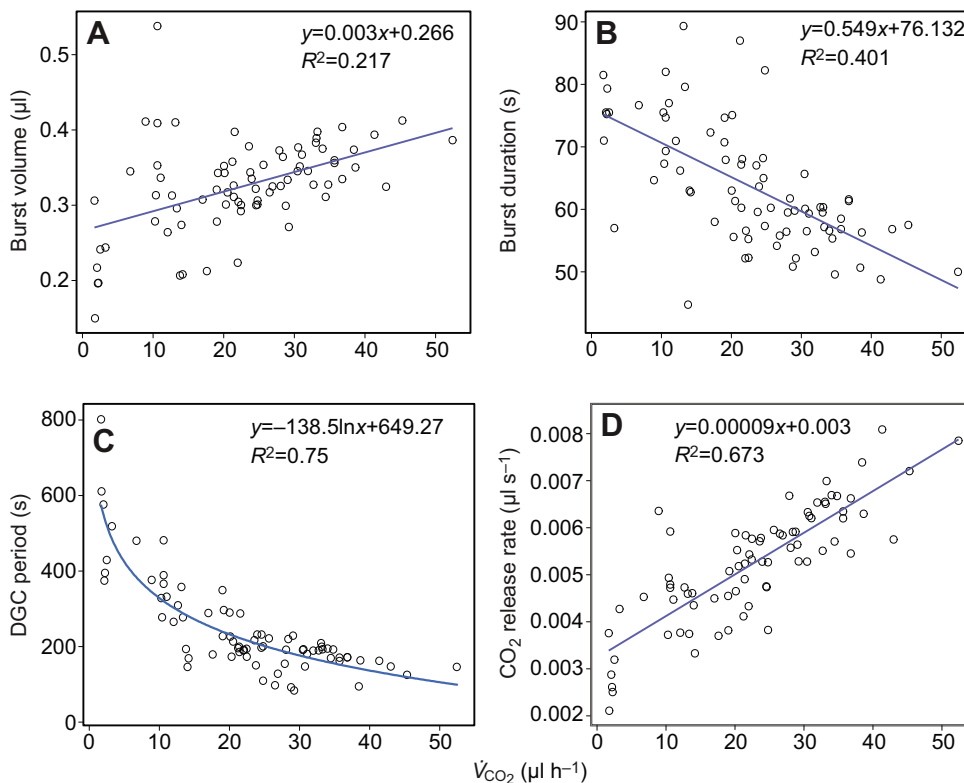 A
y=0.003x+0.266
R²=0.217
Burst volume (µl)
0.5
0.4
0.3
0.2
0 10 20 30 40 50
B
y=0.549x+76.132
R²=0.401
Burst duration (s)
90
80
70
60
50
0 10 20 30 40 50
C
y=–138.5lnx+649.27
R²=0.75
DGC period (s)
800
600
400
200
0
0 10 20 30 40 50
D
y=0.00009x+0.003
R²=0.673
CO₂ release rate (µl s⁻¹)
0.008
0.007
0.006
0.005
0.004
0.003
0.002
0 10 20 30 40 50
V̇CO₂ (µl h⁻¹)